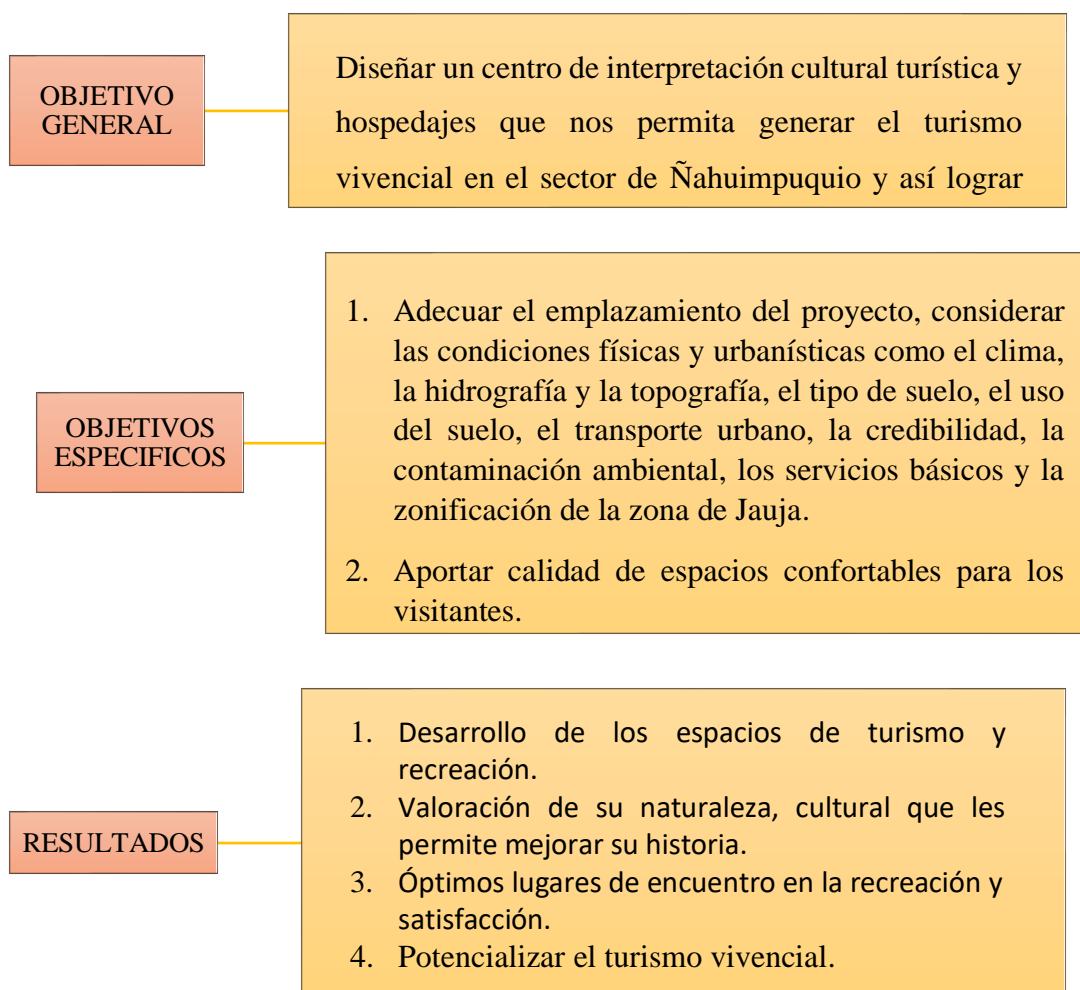 OBJETIVO
GENERAL
Diseñar un centro de interpretación cultural turística y
hospedajes que nos permita generar el turismo
vivencial en el sector de Ñahuimpuquio y así lograr
OBJETIVOS
ESPECIFICOS
1. Adecuar el emplazamiento del proyecto, considerar
las condiciones físicas y urbanísticas como el clima,
la hidrografía y la topografía, el tipo de suelo, el uso
del suelo, el transporte urbano, la credibilidad, la
contaminación ambiental, los servicios básicos y la
zonificación de la zona de Jauja.
2. Aportar calidad de espacios confortables para los
visitantes.
RESULTADOS
1. Desarrollo de los espacios de turismo y
recreación.
2. Valoración de su naturaleza, cultural que les
permite mejorar su historia.
3. Óptimos lugares de encuentro en la recreación y
satisfacción.
4. Potencializar el turismo vivencial.